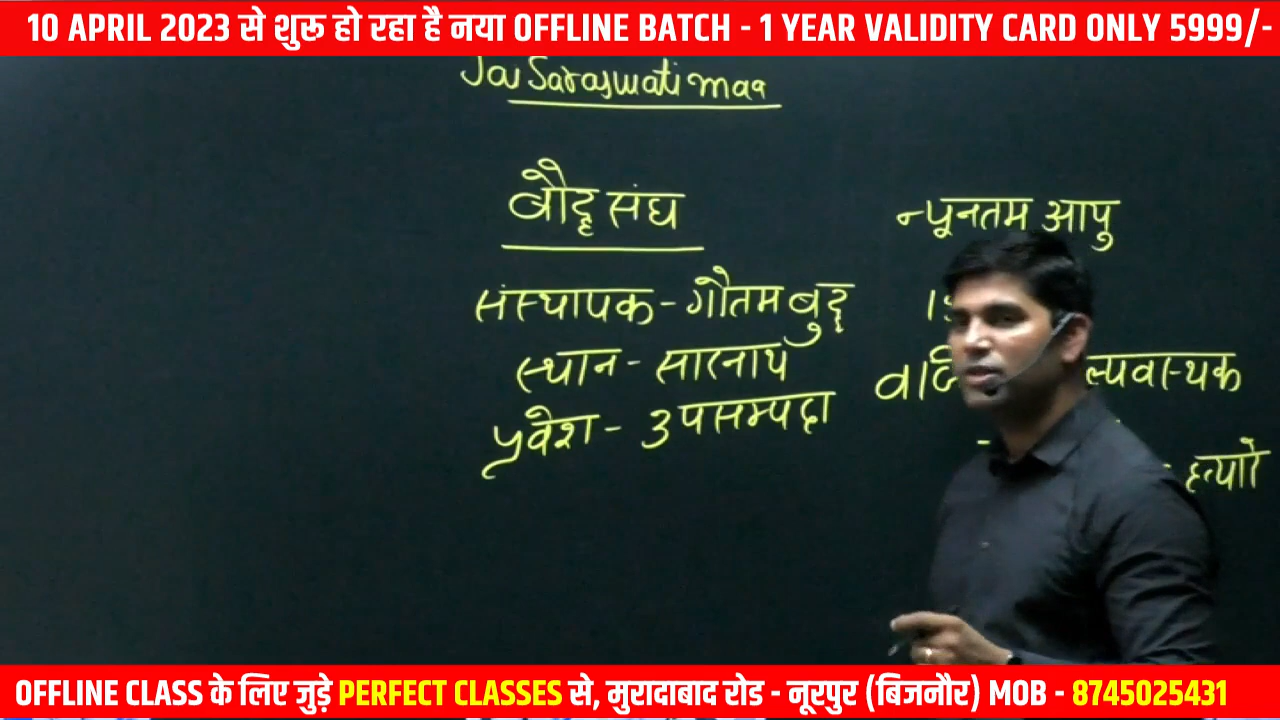 10 APRIL 2023 से शुरू हो रहा है नया OFFLINE BATCH - 1 YEAR VALIDITY CARD ONLY 5999/-
Jai Saraswati maa
बौद्ध संघ
संस्थापक - गौतम बुद्ध
स्थान - सारनाथ
प्रवेश - उपसम्पदा
न्यूनतम आयु
हत्यारे
OFFLINE CLASS के लिए जुड़े PERFECT CLASSES से, मुरादाबाद रोड - नूरपुर (बिजनौर) MOB - 8745025431